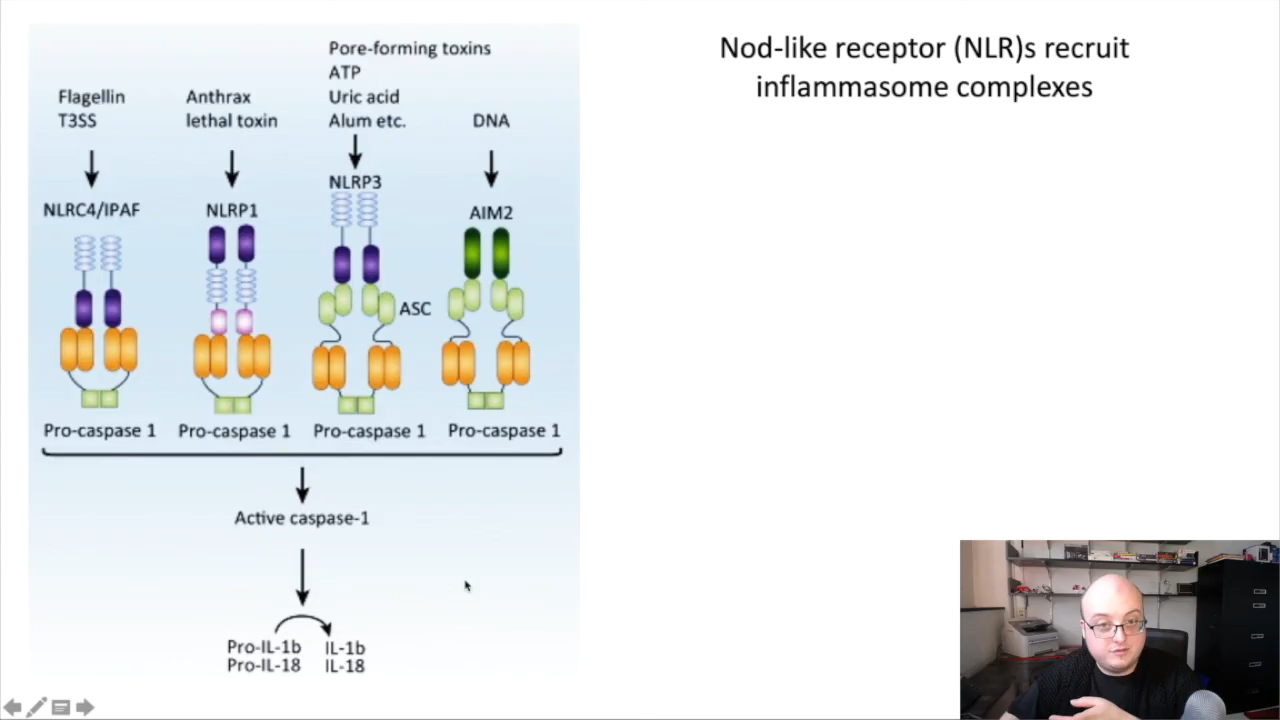 Nod-like receptor (NLR)s recruit
inflammasome complexes
Flagellin
T3SS
Anthrax
lethal toxin
Pore-forming toxins
ATP
Uric acid
Alum etc.
DNA
NLRC4/IPAF
NLRP1
NLRP3
AIM2
ASC
Pro-caspase 1
Pro-caspase 1
Pro-caspase 1
Pro-caspase 1
Active caspase-1
Pro-IL-1b
Pro-IL-18
IL-1b
IL-18